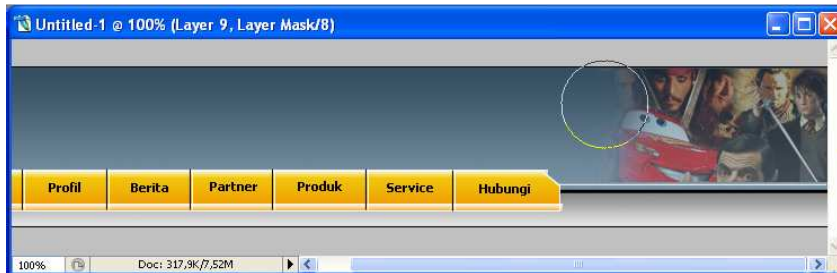 Untitled-1 @ 100% (Layer 9, Layer Mask/8)
Profil Berita Partner Produk Service Hubungi
100% Doc: 317,9K/7,52M